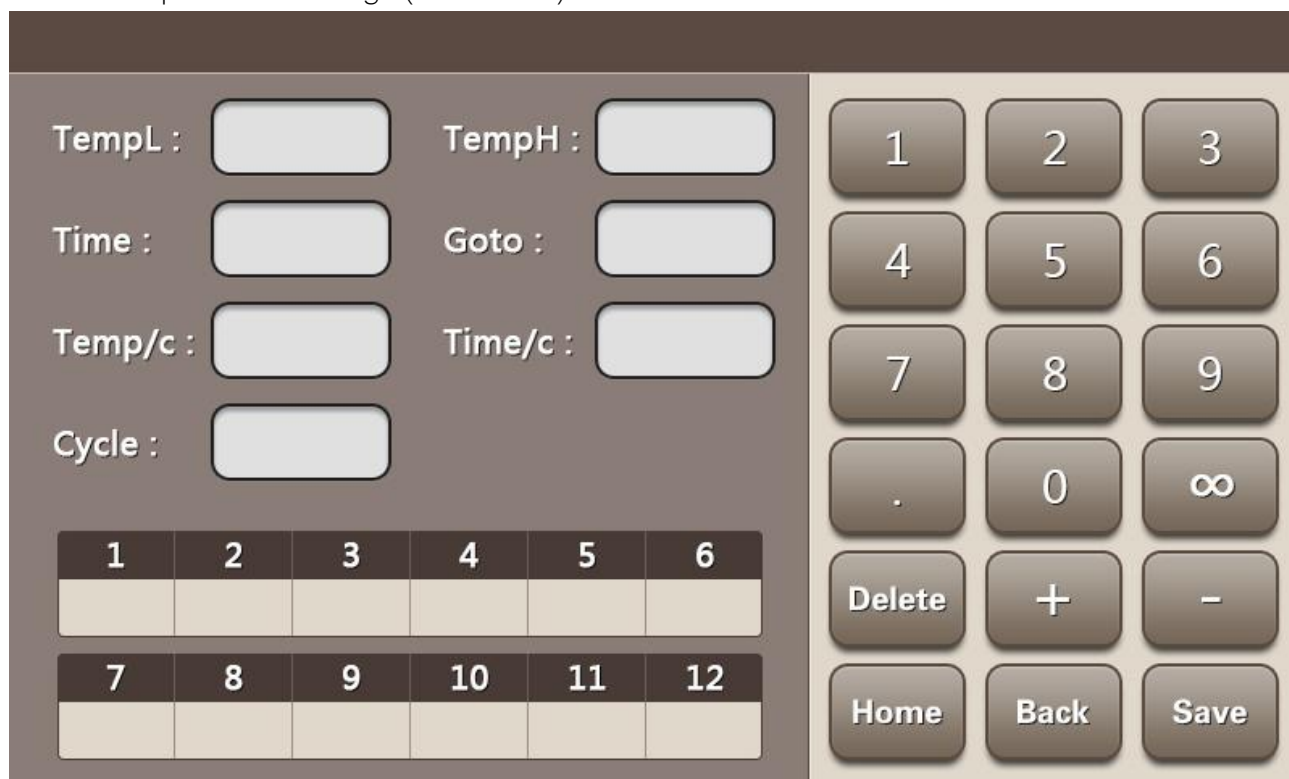 TempL :
TempH :
Time :
Goto :
Temp/c :
Time/c :
Cycle :
1 2 3 4 5 6
7 8 9 10 11 12
1 2 3
4 5 6
7 8 9
. 0 ∞
Delete + -
Home Back Save